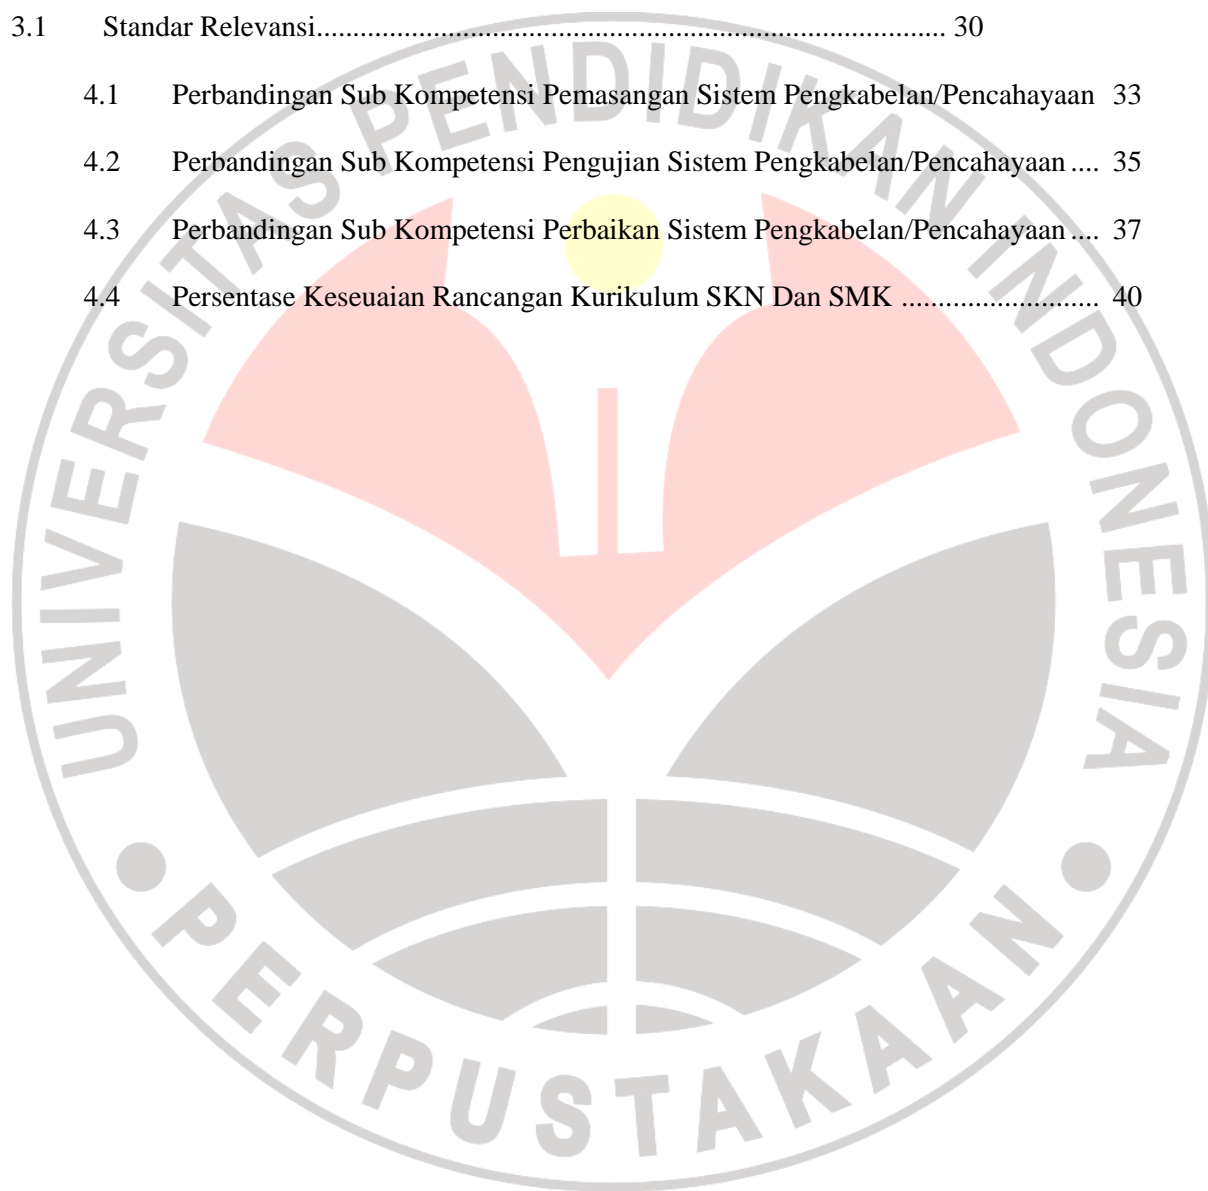 3.1 Standar Relevansi...................................................................................... 30
4.1 Perbandingan Sub Kompetensi Pemasangan Sistem Pengkabelan/Pencahayaan 33
4.2 Perbandingan Sub Kompetensi Pengujian Sistem Pengkabelan/Pencahayaan .... 35
4.3 Perbandingan Sub Kompetensi Perbaikan Sistem Pengkabelan/Pencahayaan .... 37
4.4 Persentase Keseuaian Rancangan Kurikulum SKN Dan SMK ........................... 40
UNIVERSITAS PENDIDIKAN INDONESIA
PERPUSTAKAAN